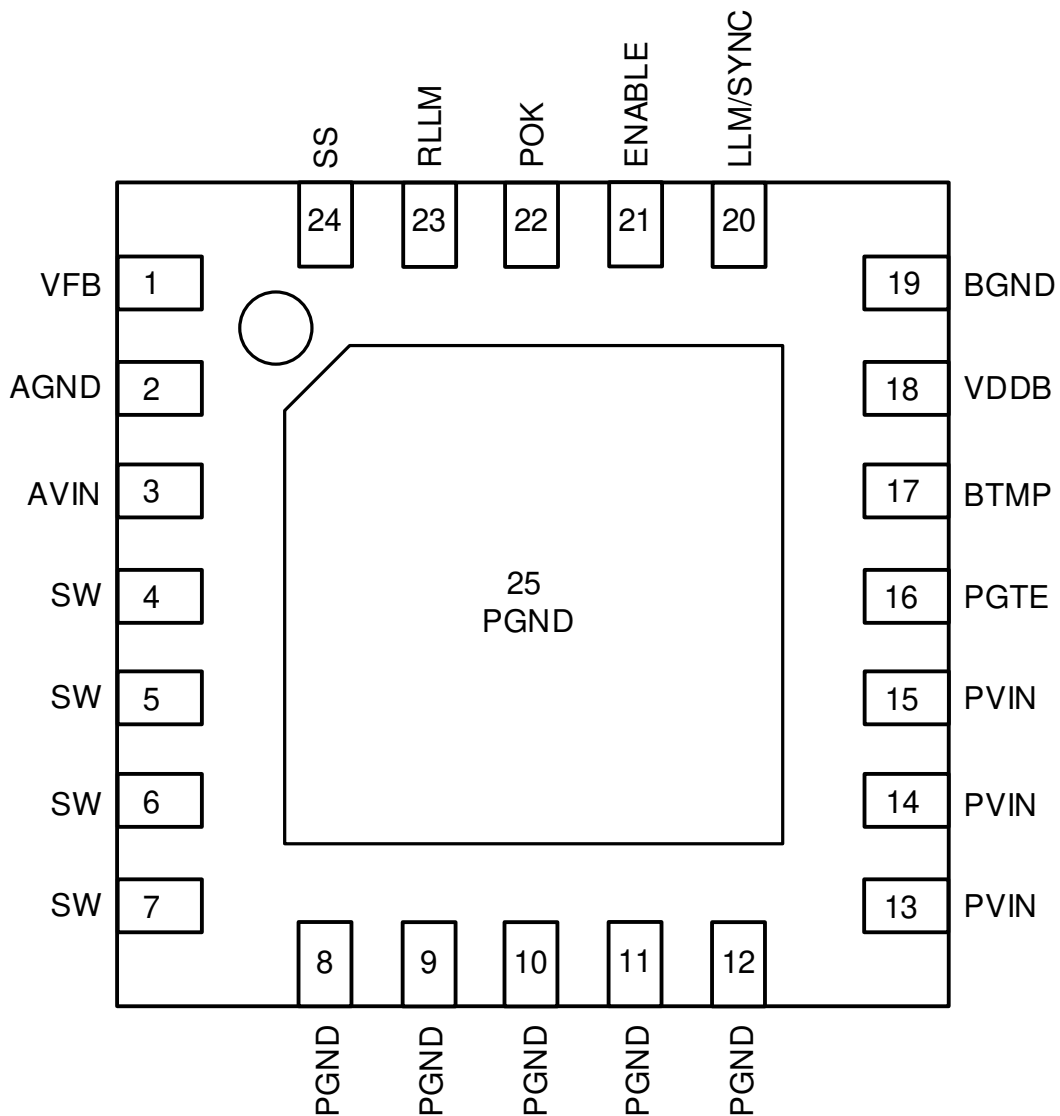 SS
RLLM
POK
ENABLE
LLM/SYNC
24
23
22
21
20
VFB 1
19 BGND
AGND 2
18 VDDB
AVIN 3
17 BTMP
SW 4
16 PGTE
25
PGND
SW 5
15 PVIN
SW 6
14 PVIN
SW 7
13 PVIN
8
9
10
11
12
PGND
PGND
PGND
PGND
PGND